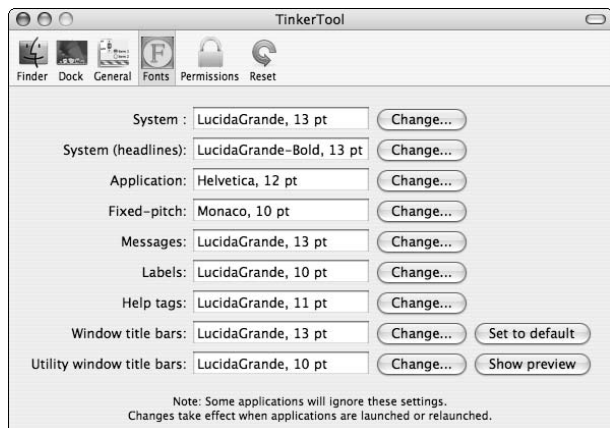 TinkerTool
Finder Dock General Fonts Permissions Reset
System : LucidaGrande, 13 pt Change...
System (headlines): LucidaGrande-Bold, 13 pt Change...
Application: Helvetica, 12 pt Change...
Fixed-pitch: Monaco, 10 pt Change...
Messages: LucidaGrande, 13 pt Change...
Labels: LucidaGrande, 10 pt Change...
Help tags: LucidaGrande, 11 pt Change...
Window title bars: LucidaGrande, 13 pt Change... Set to default
Utility window title bars: LucidaGrande, 10 pt Change... Show preview
Note: Some applications will ignore these settings.
Changes take effect when applications are launched or relaunched.